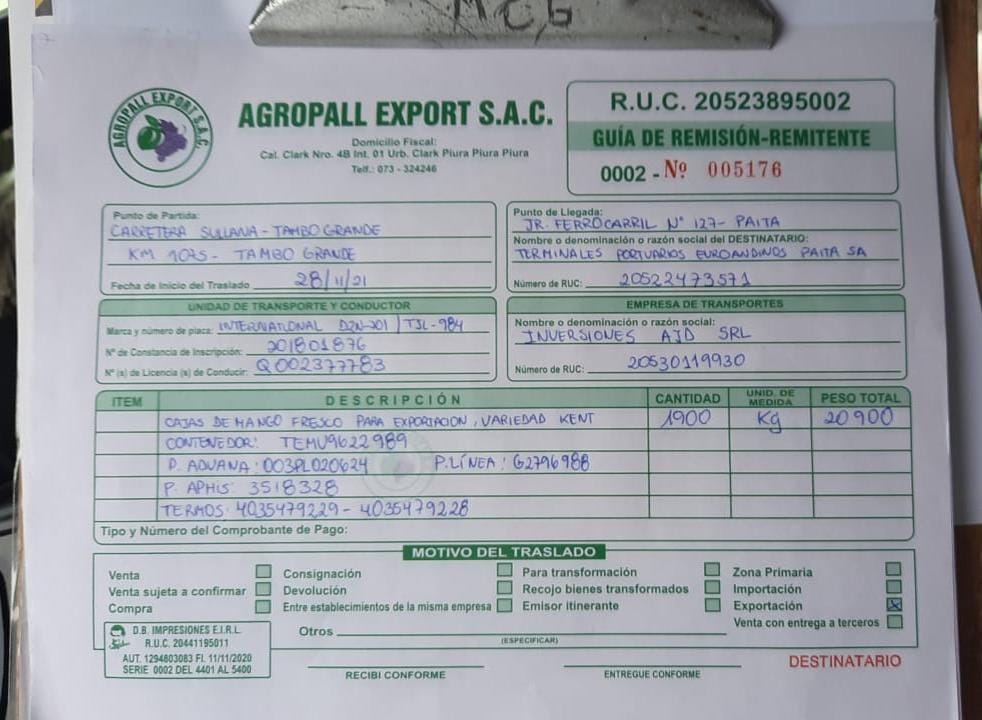 MCG
AGROPALL EXPORT S.A.C.
AGROPALL EXPORT S.A.C.
Domicilio Fiscal:
Cal. Clark Nro. 4B Int. 01 Urb. Clark Piura Piura Piura
Telf.: 073 - 324246
R.U.C. 20523895002
GUÍA DE REMISIÓN-REMITENTE
0002 - Nº 005176
Punto de Partida:
CARRETERA SULLANA - TAMBO GRANDE
KM 1075 - TAMBO GRANDE
Fecha de Inicio del Traslado 28/11/21
Punto de Llegada:
JR. FERROCARRIL N° 127 - PAITA
Nombre o denominación o razón social del DESTINATARIO:
TERMINALES PORTUARIOS EUROANDINOS PAITA SA
Número de RUC: 20522473571
UNIDAD DE TRANSPORTE Y CONDUCTOR
Marca y número de placa: INTERNATIONAL D2N-201 / TJL-984
Nº de Constancia de Inscripción: 201801876
Nº (s) de Licencia (s) de Conducir: Q002377783
EMPRESA DE TRANSPORTES
Nombre o denominación o razón social:
INVERSIONES AJD SRL
Número de RUC: 20530119930
ITEM DESCRIPCIÓN CANTIDAD UNID. DE MEDIDA PESO TOTAL
CAJAS DE MANGO FRESCO PARA EXPORTACION, VARIEDAD KENT 1900 Kg 20900
CONTENEDOR: TEMU9622989
P. ADUANA: 003PL020624 P.LÍNEA: G2796988
P. APHIS: 3518328
TERMOS: 4035479229 - 4035479228
Tipo y Número del Comprobante de Pago:
MOTIVO DEL TRASLADO
Venta Consignación Para transformación Zona Primaria
Venta sujeta a confirmar Devolución Recojo bienes transformados Importación
Compra Entre establecimientos de la misma empresa Emisor itinerante Exportación X
Venta con entrega a terceros
Otros
(ESPECIFICAR)
D.B. IMPRESIONES E.I.R.L.
R.U.C. 20441195011
AUT. 1294803083 FI. 11/11/2020
SERIE 0002 DEL 4401 AL 5400
RECIBI CONFORME
ENTREGUE CONFORME
DESTINATARIO